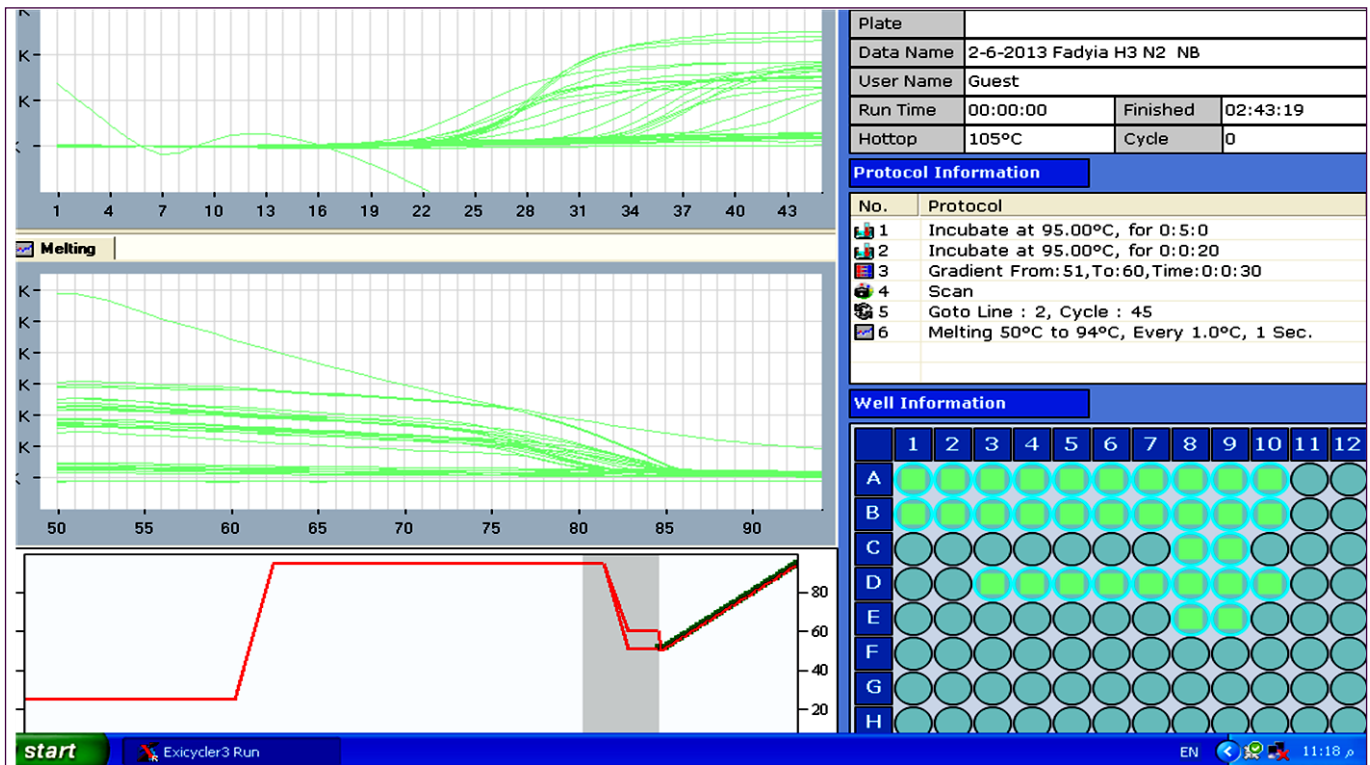 K
K
K
1 4 7 10 13 16 19 22 25 28 31 34 37 40 43
Melting
K
K
K
K
K
K
50 55 60 65 70 75 80 85 90
80
60
40
20
Plate
Data Name 2-6-2013 Fadyia H3 N2 NB
User Name Guest
Run Time 00:00:00 Finished 02:43:19
Hottop 105°C Cycle 0
Protocol Information
No. Protocol
1 Incubate at 95.00°C, for 0:5:0
2 Incubate at 95.00°C, for 0:0:20
3 Gradient From:51,To:60,Time:0:0:30
4 Scan
5 Goto Line : 2, Cycle : 45
6 Melting 50°C to 94°C, Every 1.0°C, 1 Sec.
Well Information
1 2 3 4 5 6 7 8 9 10 11 12
A
B
C
D
E
F
G
H
start Exicycler3 Run EN 11:18 م